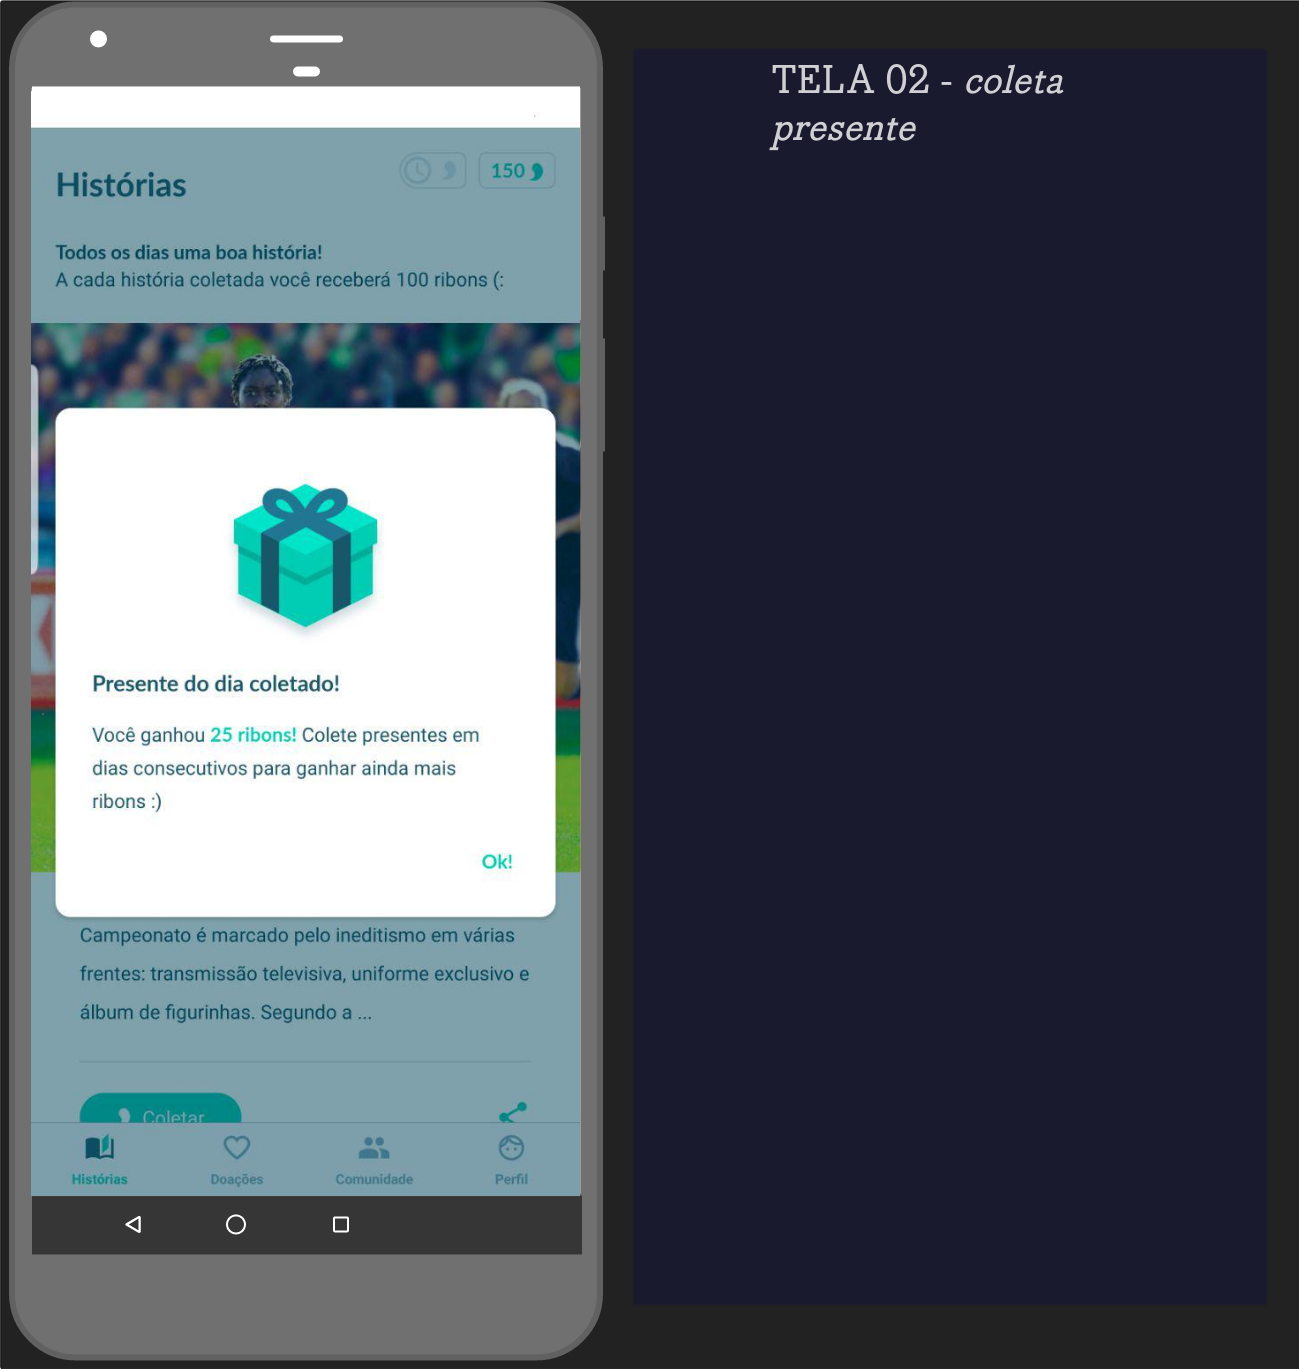 TELA 02 - coleta
presente
Histórias
150
Todos os dias uma boa história!
A cada história coletada você receberá 100 ribons (:
Presente do dia coletado!
Você ganhou 25 ribons! Colete presentes em
dias consecutivos para ganhar ainda mais
ribons :)
Ok!
Campeonato é marcado pelo ineditismo em várias
frentes: transmissão televisiva, uniforme exclusivo e
álbum de figurinhas. Segundo a ...
Coletar
Histórias
Doações
Comunidade
Perfil